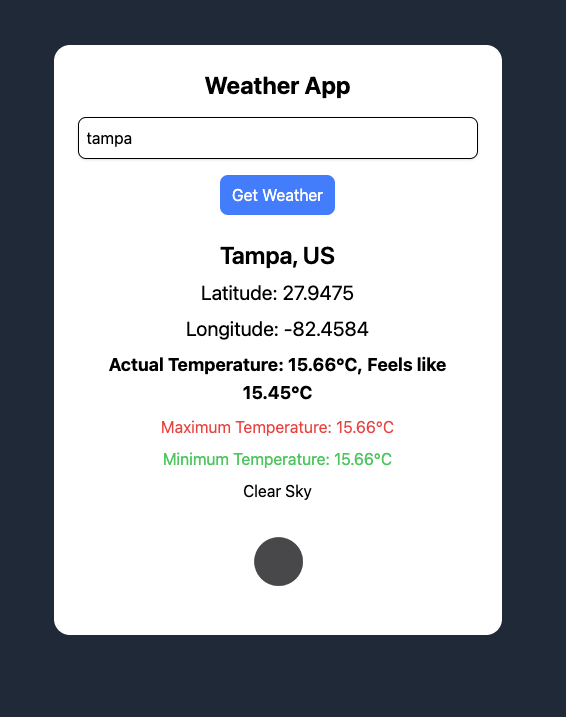 Weather App
tampa
Get Weather
Tampa, US
Latitude: 27.9475
Longitude: -82.4584
Actual Temperature: 15.66°C, Feels like
15.45°C
Maximum Temperature: 15.66°C
Minimum Temperature: 15.66°C
Clear Sky